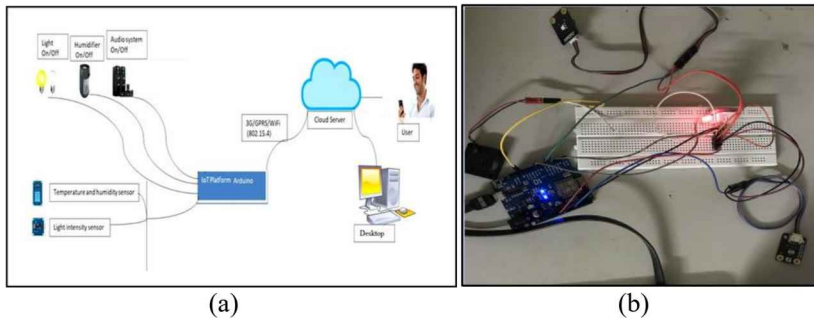 Light
On/Off
Humidifier
On/Off
Audio system
On/Off
3G/GPRS/WiFi
(802.15.4)
Cloud Server
User
IoT Platform Arduino
Temperature and humidity sensor
Light intensity sensor
Desktop
(a)
(b)